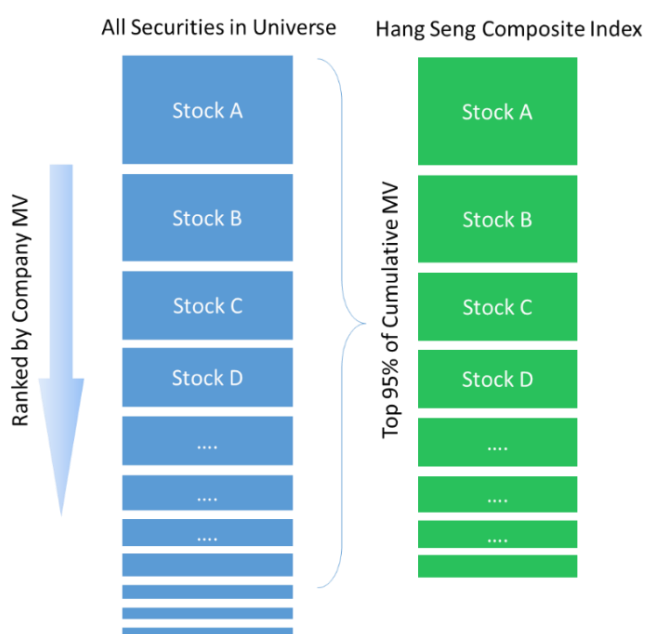 All Securities in Universe
Hang Seng Composite Index
Ranked by Company MV
Stock A
Stock B
Stock C
Stock D
....
....
....
Top 95% of Cumulative MV
Stock A
Stock B
Stock C
Stock D
....
....
....